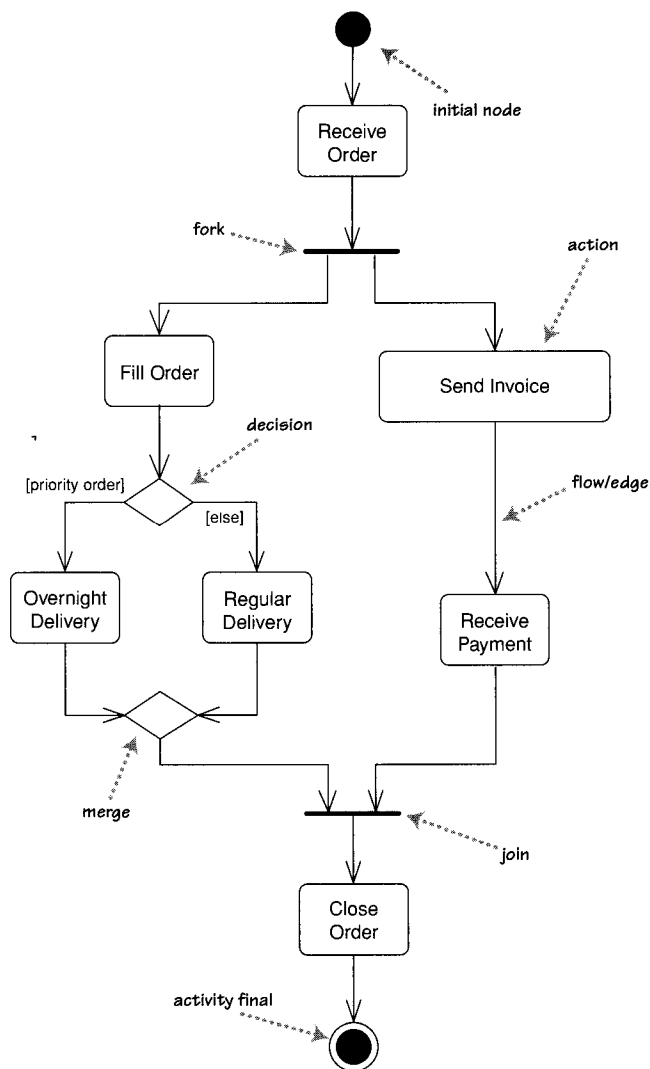 initial node
Receive
Order
fork
action
Fill Order
Send Invoice
decision
[priority order]
flow/edge
[else]
Overnight
Delivery
Regular
Delivery
Receive
Payment
merge
join
Close
Order
activity final